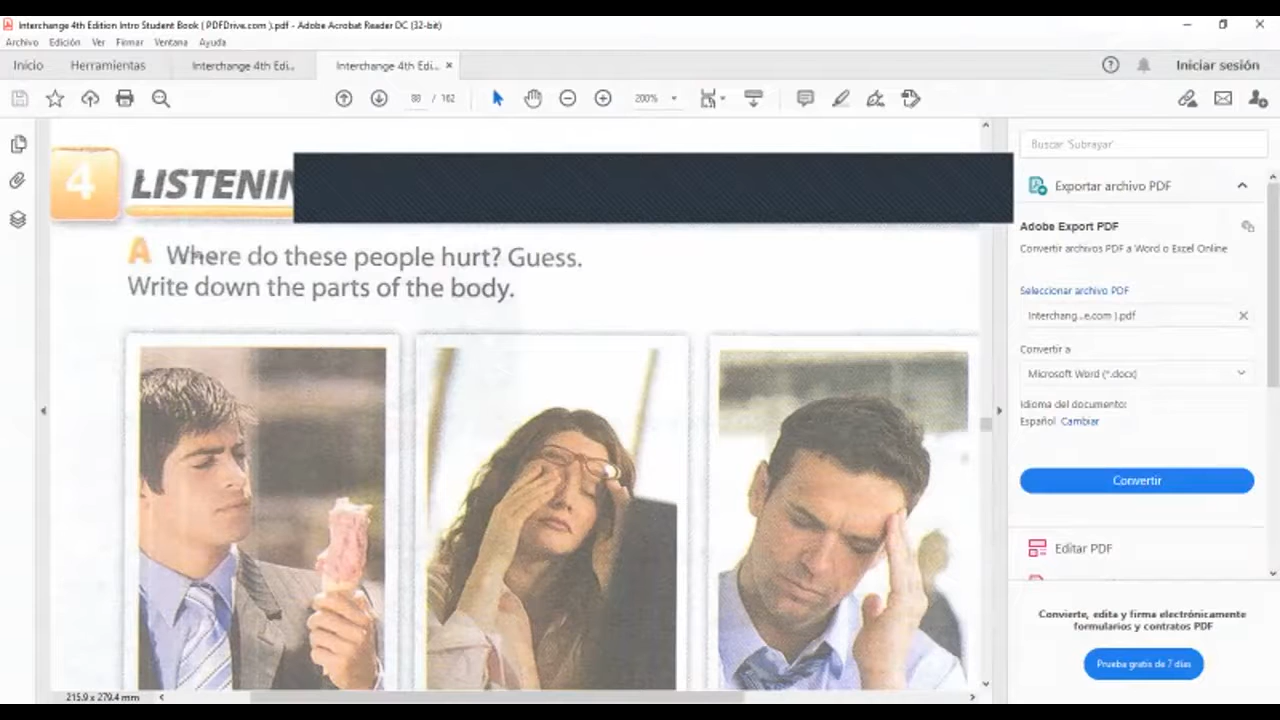 Interchange 4th Edition Intro Student Book ( PDFDrive.com ).pdf - Adobe Acrobat Reader DC (32-bit)
Archivo Edición Ver Firmar Ventana Ayuda
Inicio Herramientas Interchange 4th Edi... Interchange 4th Edi... × Iniciar sesión
88 / 162 200%
4 LISTENIN
A Where do these people hurt? Guess.
Write down the parts of the body.
Buscar 'Subrayar'
Exportar archivo PDF
Adobe Export PDF
Convertir archivos PDF a Word o Excel Online
Seleccionar archivo PDF
Interchang...e.com ).pdf
Convertir a
Microsoft Word (*.docx)
Idioma del documento:
Español Cambiar
Convertir
Editar PDF
Convierte, edita y firma electrónicamente
formularios y contratos PDF
Prueba gratis de 7 días
215.9 x 279.4 mm